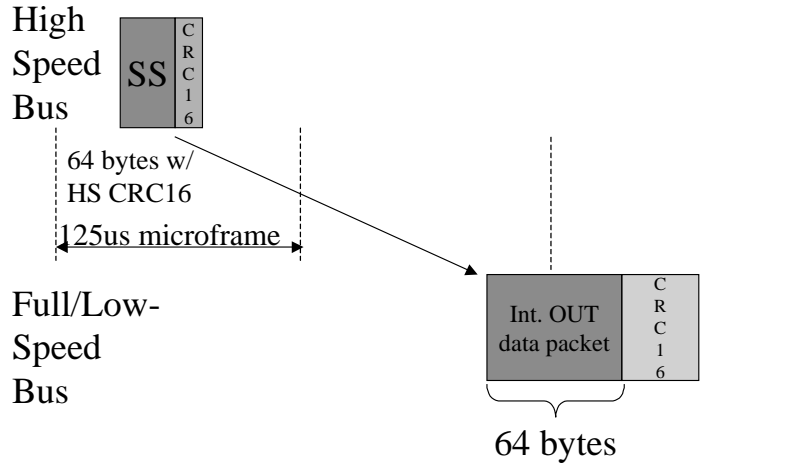 High
Speed
Bus
SS
C
R
C
1
6
64 bytes w/
HS CRC16
125us microframe
Full/Low-
Speed
Bus
Int. OUT
data packet
C
R
C
1
6
64 bytes